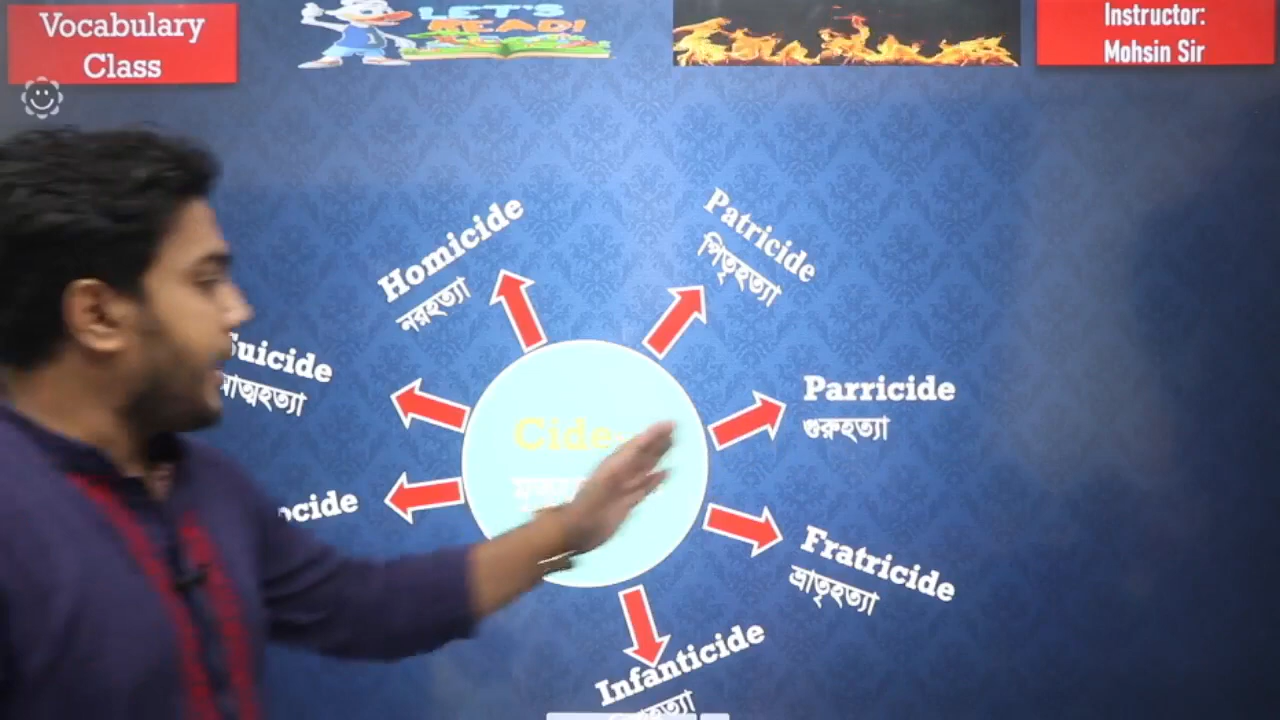 Vocabulary
Class
LET'S
READ!
Instructor:
Mohsin Sir
Homicide
নরহত্যা
Patricide
পিতৃহত্যা
Suicide
আত্মহত্যা
Parricide
গুরুহত্যা
Cide-
Fratricide
ভ্রাতৃহত্যা
Infanticide